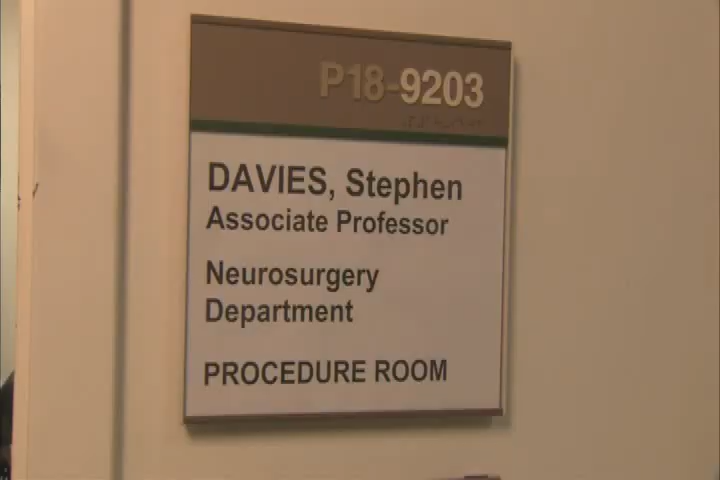 P18-9203
DAVIES, Stephen
Associate Professor
Neurosurgery
Department
PROCEDURE ROOM